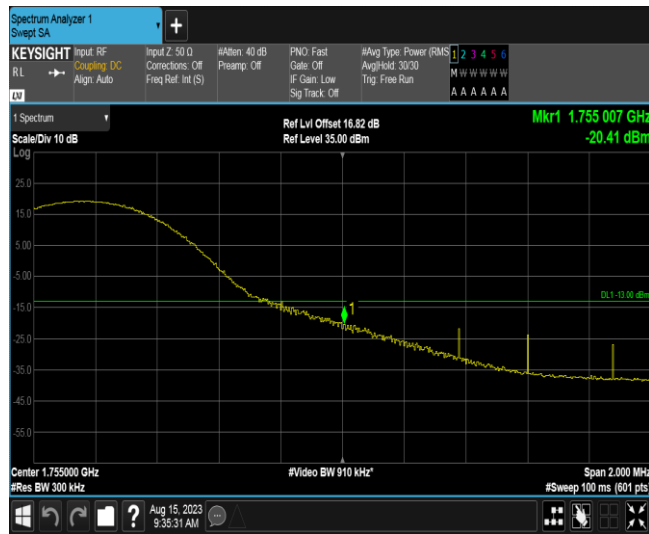 Spectrum Analyzer 1
Swept SA
+
KEYSIGHT
RL
LXI
Input: RF
Coupling: DC
Align: Auto
Input Z: 50 Ω
Corrections: Off
Freq Ref: Int (S)
#Atten: 40 dB
Preamp: Off
PNO: Fast
Gate: Off
IF Gain: Low
Sig Track: Off
#Avg Type: Power (RMS
Avg|Hold: 30/30
Trig: Free Run
1 2 3 4 5 6
M W W W W W
A A A A A A
1 Spectrum
Scale/Div 10 dB
Log
Ref Lvl Offset 16.82 dB
Ref Level 35.00 dBm
Mkr1 1.755 007 GHz
-20.41 dBm
25.0
15.0
5.00
-5.00
DL1 -13.00 dBm
-15.0
1
-25.0
-35.0
-45.0
-55.0
Center 1.755000 GHz
#Res BW 300 kHz
#Video BW 910 kHz*
Span 2.000 MHz
#Sweep 100 ms (601 pts)
?
Aug 15, 2023
9:35:31 AM